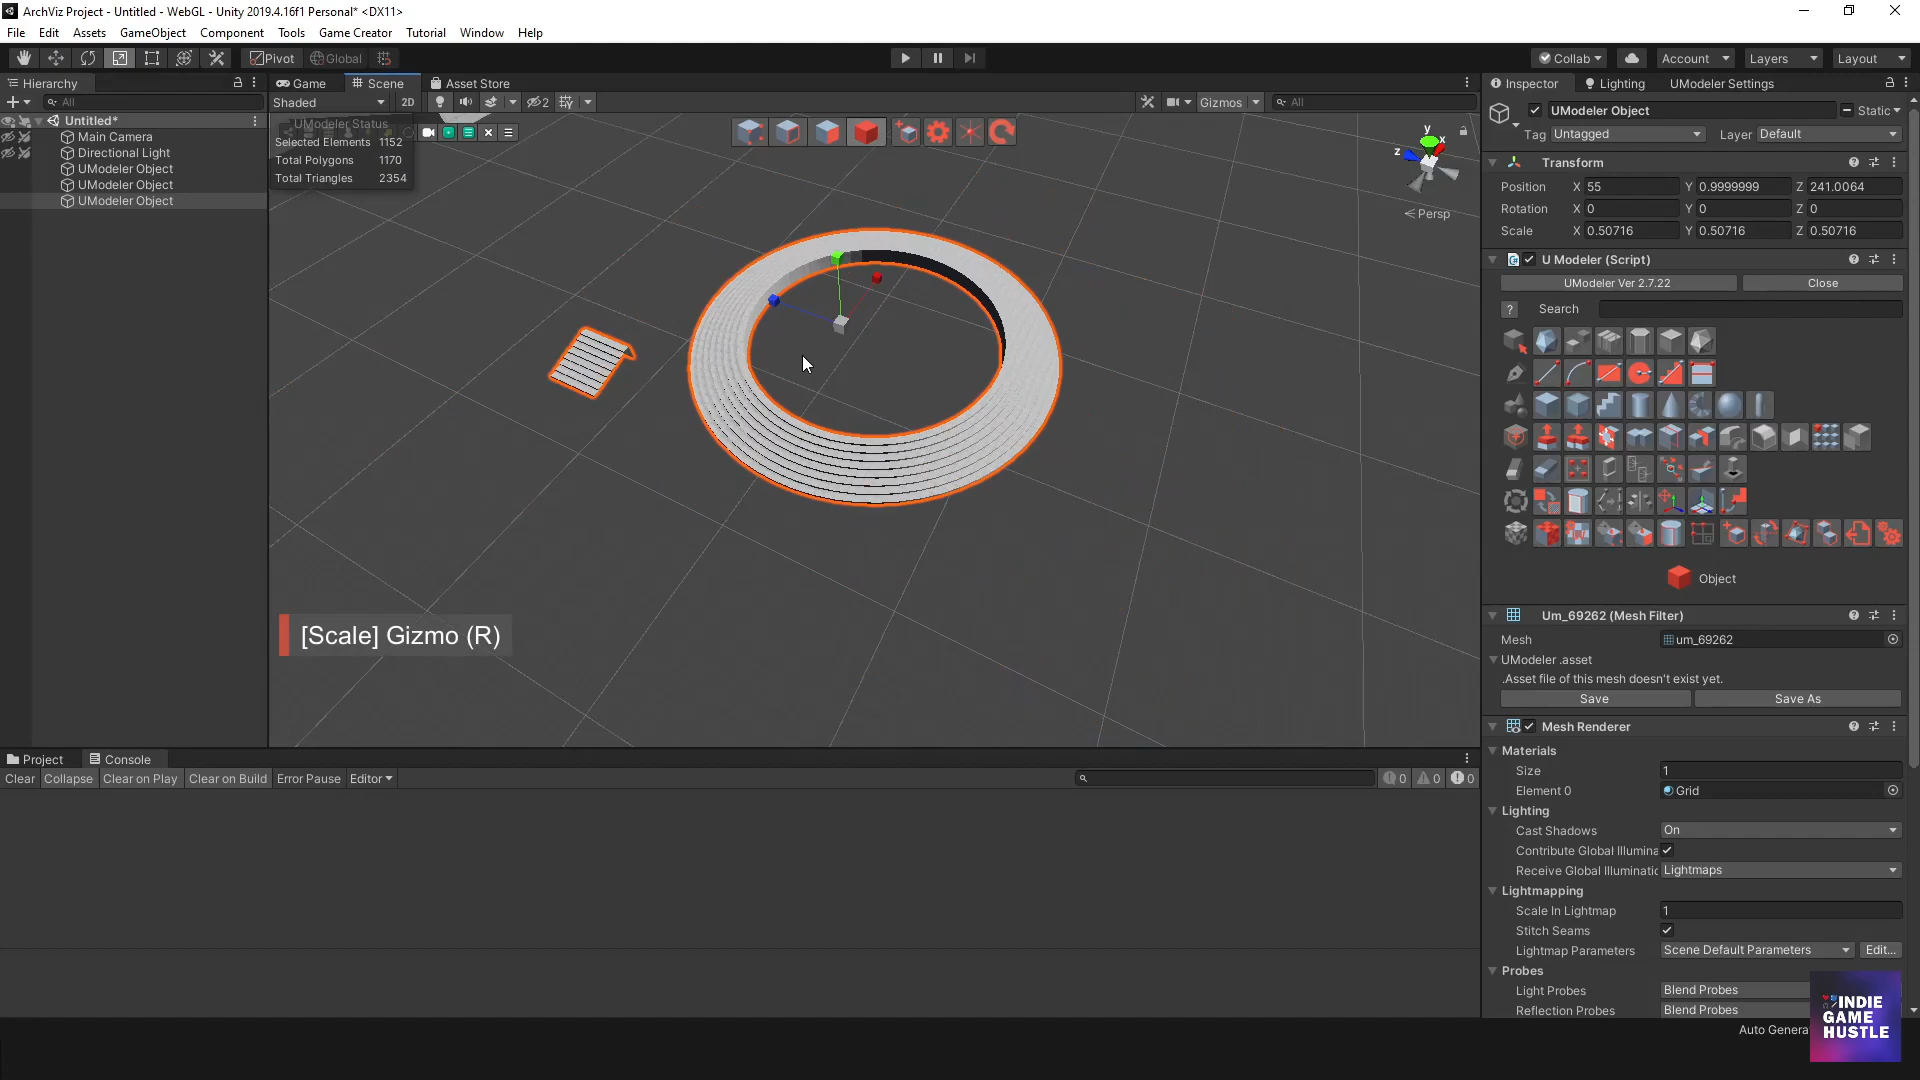 ArchViz Project - Untitled - WebGL - Unity 2019.4.16f1 Personal* <DX11>
File Edit Assets GameObject Component Tools Game Creator Tutorial Window Help
Pivot Global Collab Account Layers Layout
Hierarchy Game Scene Asset Store Inspector Lighting UModeler Settings
All Shaded 2D 2 Gizmos All
UModeler Object Static
Tag Untagged Layer Default
Untitled*
Main Camera
Directional Light
UModeler Object
UModeler Object
UModeler Object
UModeler Status
Selected Elements 1152
Total Polygons 1170
Total Triangles 2354
y
x
z
Persp
[Scale] Gizmo (R)
Transform
Position X 55 Y 0.9999999 Z 241.0064
Rotation X 0 Y 0 Z 0
Scale X 0.50716 Y 0.50716 Z 0.50716
U Modeler (Script)
UModeler Ver 2.7.22 Close
? Search
Object
Um_69262 (Mesh Filter)
Mesh um_69262
UModeler .asset
.Asset file of this mesh doesn't exist yet.
Save Save As
Mesh Renderer
Materials
Size 1
Element 0 Grid
Lighting
Cast Shadows On
Contribute Global Illumina
Receive Global Illuminatic Lightmaps
Lightmapping
Scale In Lightmap 1
Stitch Seams
Lightmap Parameters Scene Default Parameters Edit...
Probes
Light Probes Blend Probes
Reflection Probes Blend Probes
Auto Genera
Project Console
Clear Collapse Clear on Play Clear on Build Error Pause Editor 0 0 0
INDIE
GAME
HUSTLE